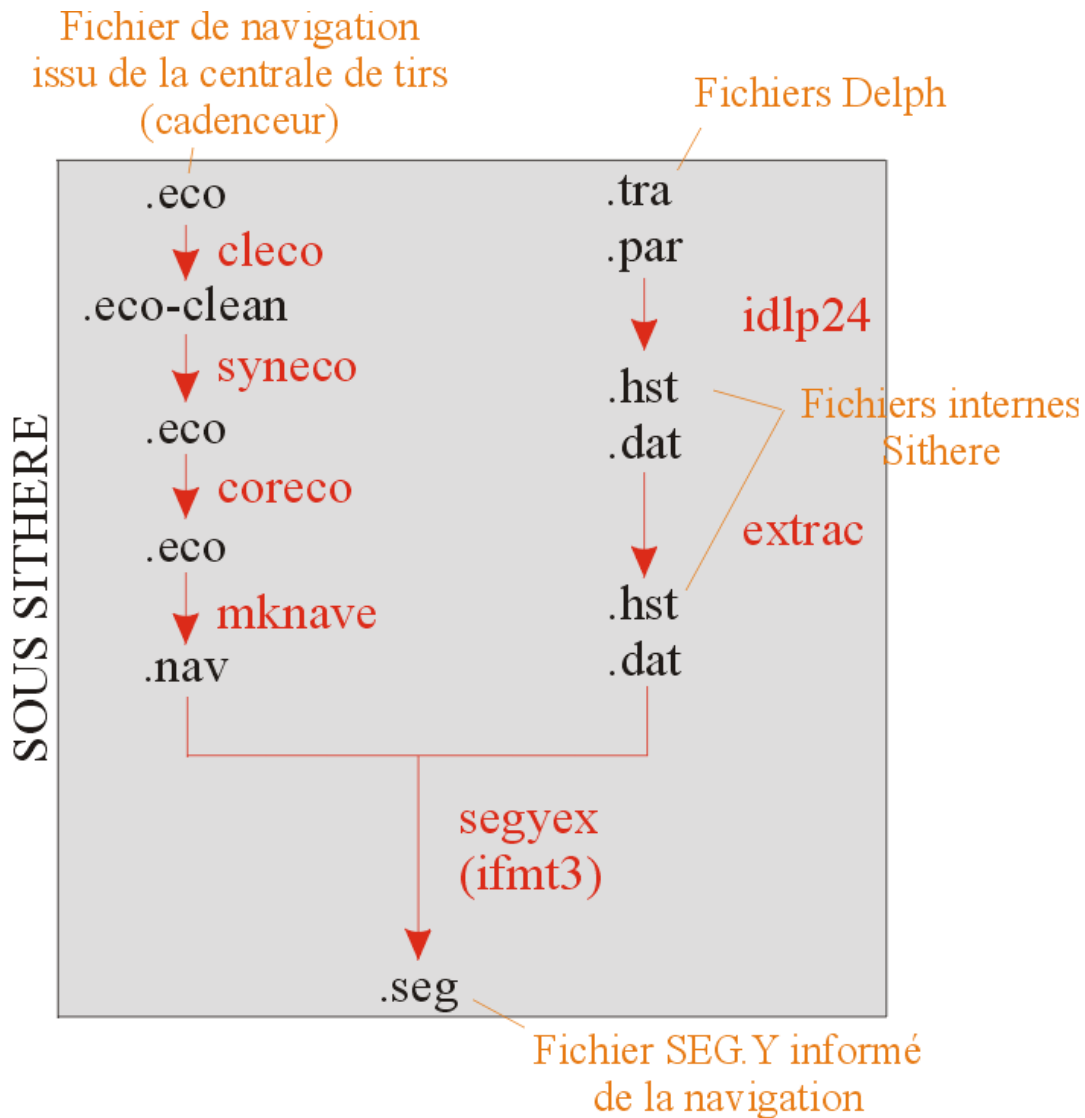 Fichier de navigation
issu de la centrale de tirs
(cadenceur)
Fichiers Delph
SOUS SITHERE
.eco
cleco
.eco-clean
syneco
.eco
coreco
.eco
mknave
.nav
.tra
.par
idlp24
.hst
.dat
Fichiers internes
Sithere
extrac
.hst
.dat
segyex
(ifmt3)
.seg
Fichier SEG.Y informé
de la navigation